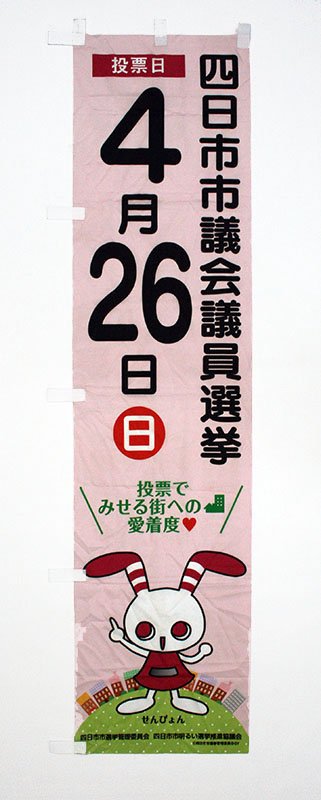 四日市市議会議員選挙
投票日
4
月
26
日
日
投票で
みせる街への
愛着度♥
せんぴょん
四日市市選挙管理委員会 四日市市明るい選挙推進協議会